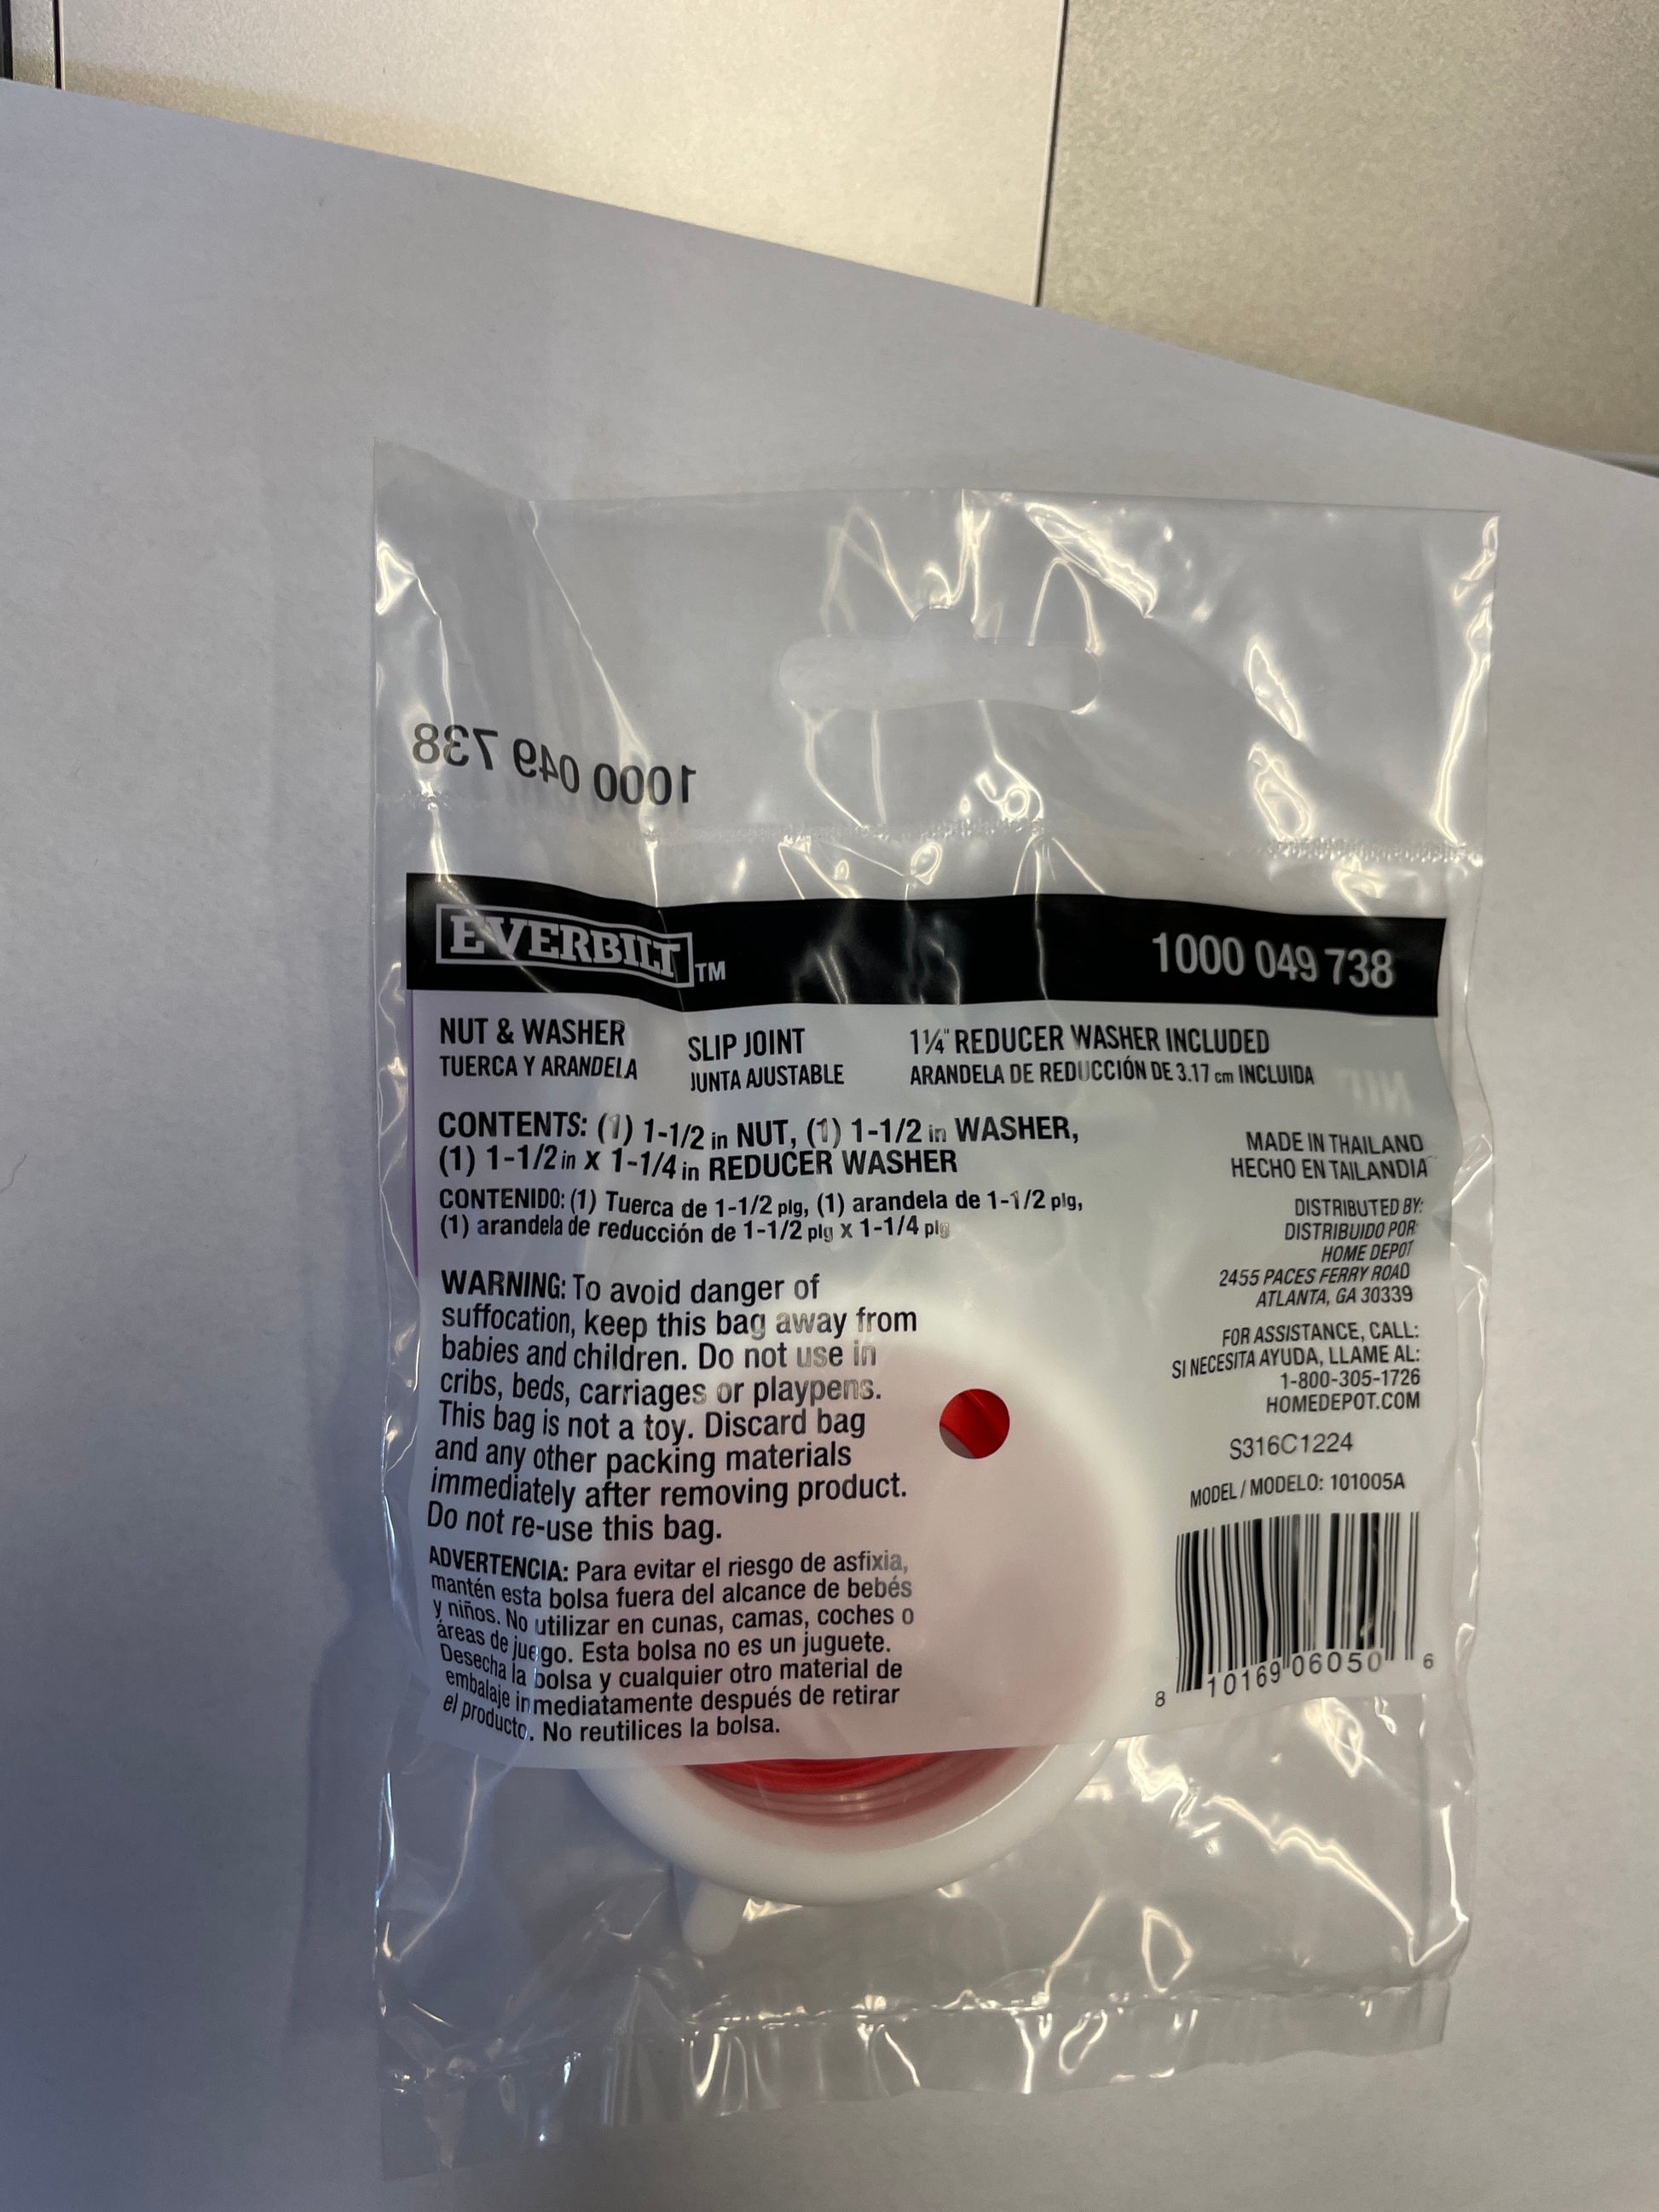 1000 049 738
EVERBILT TM
1000 049 738
NUT & WASHER
TUERCA Y ARANDELA
SLIP JOINT
JUNTA AJUSTABLE
1¼" REDUCER WASHER INCLUDED
ARANDELA DE REDUCCIÓN DE 3.17 cm INCLUIDA
NUT
CONTENTS: (1) 1-1/2 in NUT, (1) 1-1/2 in WASHER,
(1) 1-1/2 in X 1-1/4 in REDUCER WASHER
CONTENIDO: (1) Tuerca de 1-1/2 plg, (1) arandela de 1-1/2 plg,
(1) arandela de reducción de 1-1/2 plg x 1-1/4 plg
WARNING: To avoid danger of
suffocation, keep this bag away from
babies and children. Do not use in
cribs, beds, carriages or playpens.
This bag is not a toy. Discard bag
and any other packing materials
immediately after removing product.
Do not re-use this bag.
ADVERTENCIA: Para evitar el riesgo de asfixia,
mantén esta bolsa fuera del alcance de bebés
y niños. No utilizar en cunas, camas, coches o
áreas de juego. Esta bolsa no es un juguete.
Desecha la bolsa y cualquier otro material de
embalaje inmediatamente después de retirar
el producto. No reutilices la bolsa.
MADE IN THAILAND
HECHO EN TAILANDIA
DISTRIBUTED BY:
DISTRIBUIDO POR:
HOME DEPOT
2455 PACES FERRY ROAD
ATLANTA, GA 30339
FOR ASSISTANCE, CALL:
SI NECESITA AYUDA, LLAME AL:
1-800-305-1726
HOMEDEPOT.COM
S316C1224
MODEL / MODELO: 101005A
8 10169 06050 6